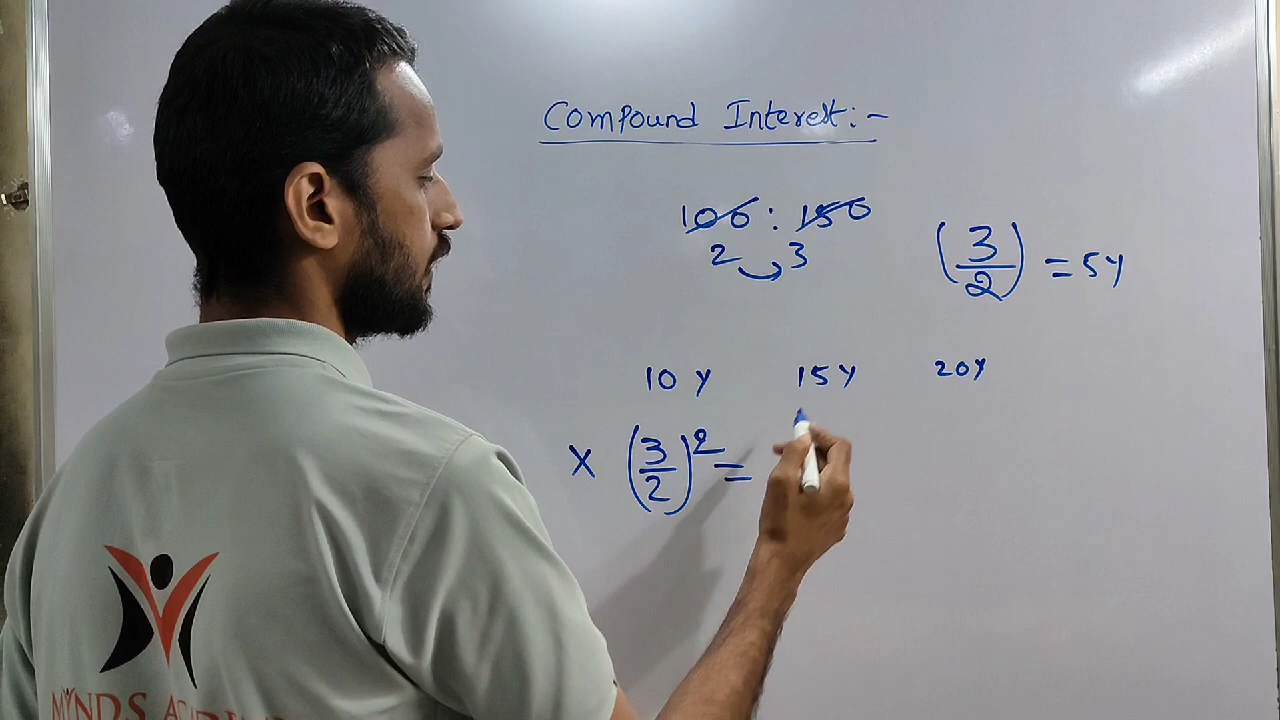 Compound Interest:-
100 : 150
2 3
(3/2) = 5y
10 y 15 y 20y
x (3/2)² =